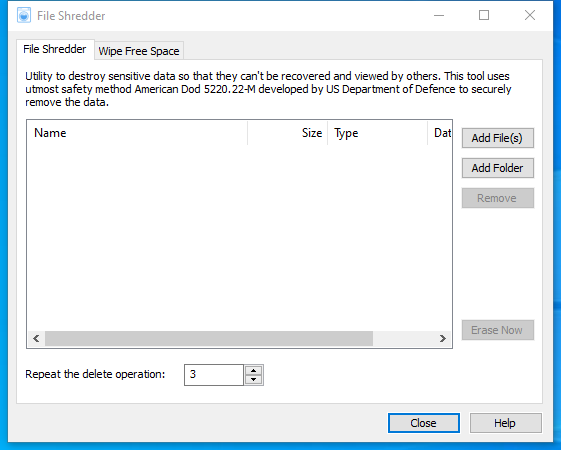 File Shredder
File Shredder Wipe Free Space
Utility to destroy sensitive data so that they can't be recovered and viewed by others. This tool uses
utmost safety method American Dod 5220.22-M developed by US Department of Defence to securely
remove the data.
Name Size Type Dat
Add File(s)
Add Folder
Remove
Erase Now
Repeat the delete operation: 3
Close Help